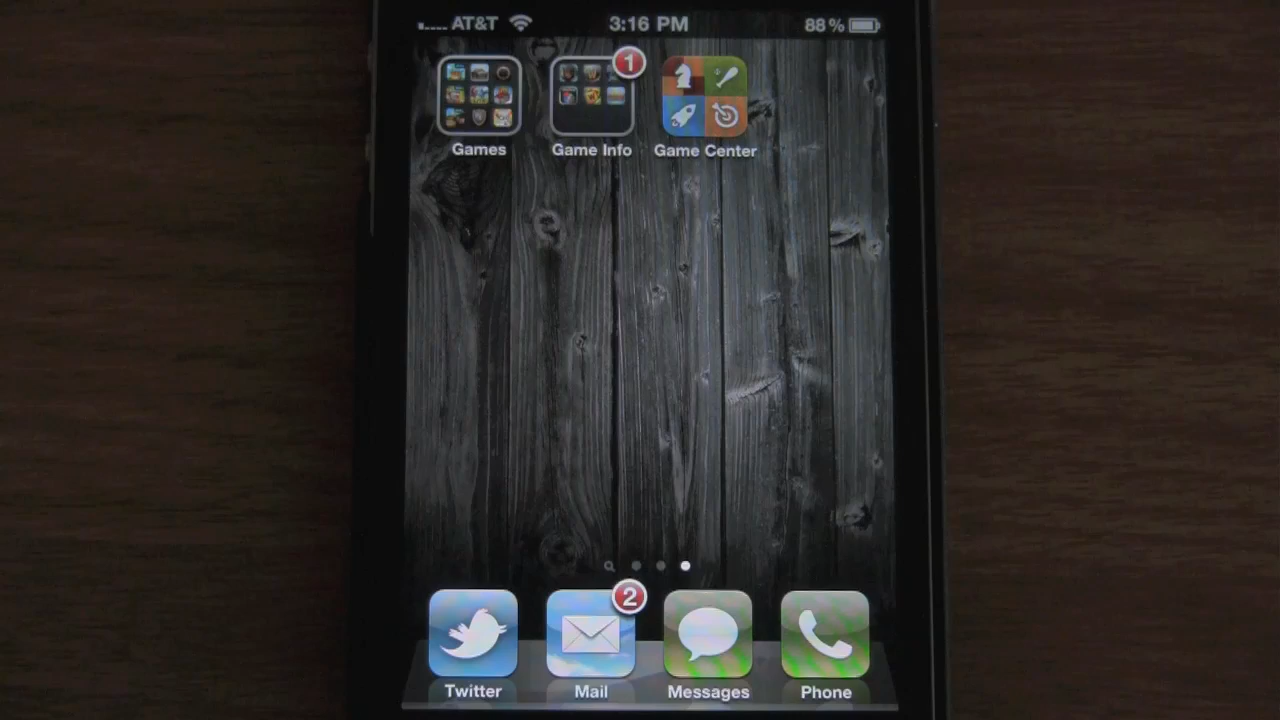 AT&T 3:16 PM 88%
1
Games Game Info Game Center
2
Twitter Mail Messages Phone